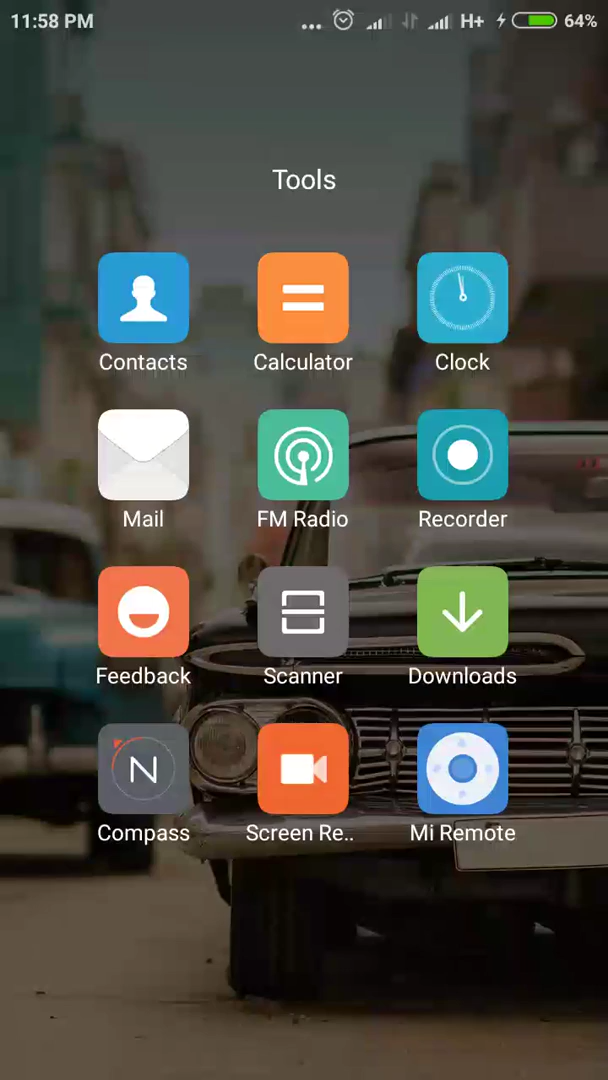 11:58 PM ... H+ 64%
Tools
Contacts Calculator Clock
Mail FM Radio Recorder
Feedback Scanner Downloads
N
Compass Screen Re.. Mi Remote